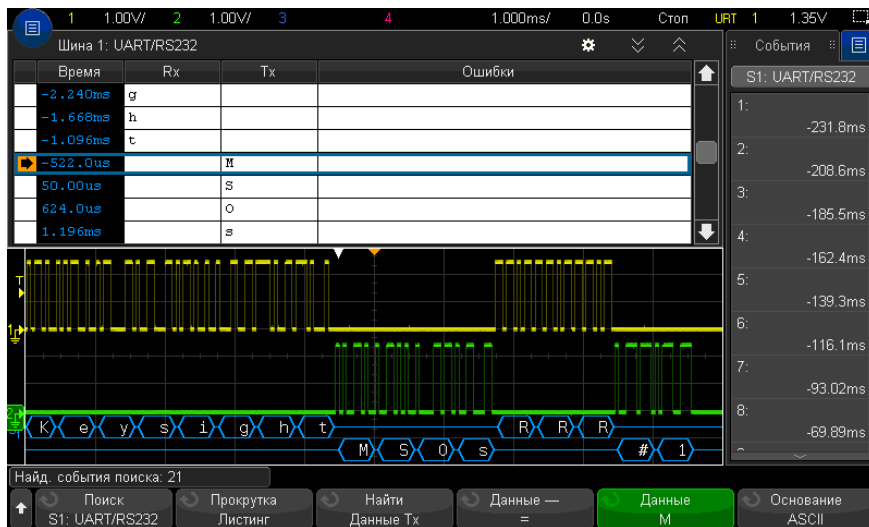 1 1.00V/ 2 1.00V/ 3 4 1.000ms/ 0.0s Стоп URT 1 1.35V
Шина 1: UART/RS232
Время Rx Tx Ошибки
-2.240ms g
-1.668ms h
-1.096ms t
-522.0us M
50.00us S
624.0us O
1.196ms s
События
S1: UART/RS232
1:
-231.8ms
2:
-208.6ms
3:
-185.5ms
4:
-162.4ms
5:
-139.3ms
6:
-116.1ms
7:
-93.02ms
8:
-69.89ms
T
1
2
K e y s i g h t R R R
M S O s # 1
Найд. события поиска: 21
Поиск
S1: UART/RS232
Прокрутка
Листинг
Найти
Данные Tx
Данные —
=
Данные
M
Основание
ASCII